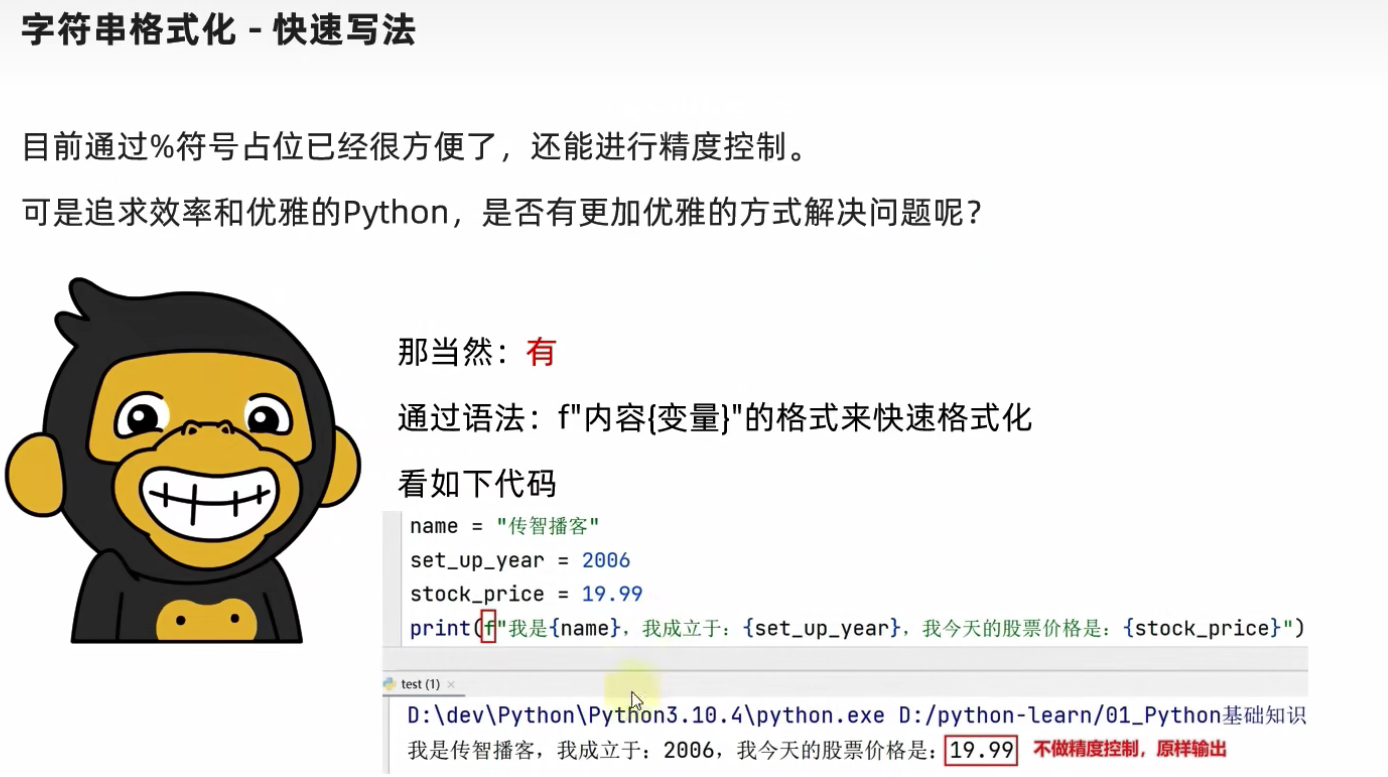 字符串格式化 - 快速写法
目前通过%符号占位已经很方便了，还能进行精度控制。
可是追求效率和优雅的Python，是否有更加优雅的方式解决问题呢？
那当然：有
通过语法：f"内容{变量}"的格式来快速格式化
看如下代码
name = "传智播客"
set_up_year = 2006
stock_price = 19.99
print(f"我是{name}，我成立于：{set_up_year}，我今天的股票价格是：{stock_price}")
test (1) ×
D:\dev\Python\Python3.10.4\python.exe D:/python-learn/01_Python基础知识
我是传智播客，我成立于：2006，我今天的股票价格是：19.99 不做精度控制，原样输出